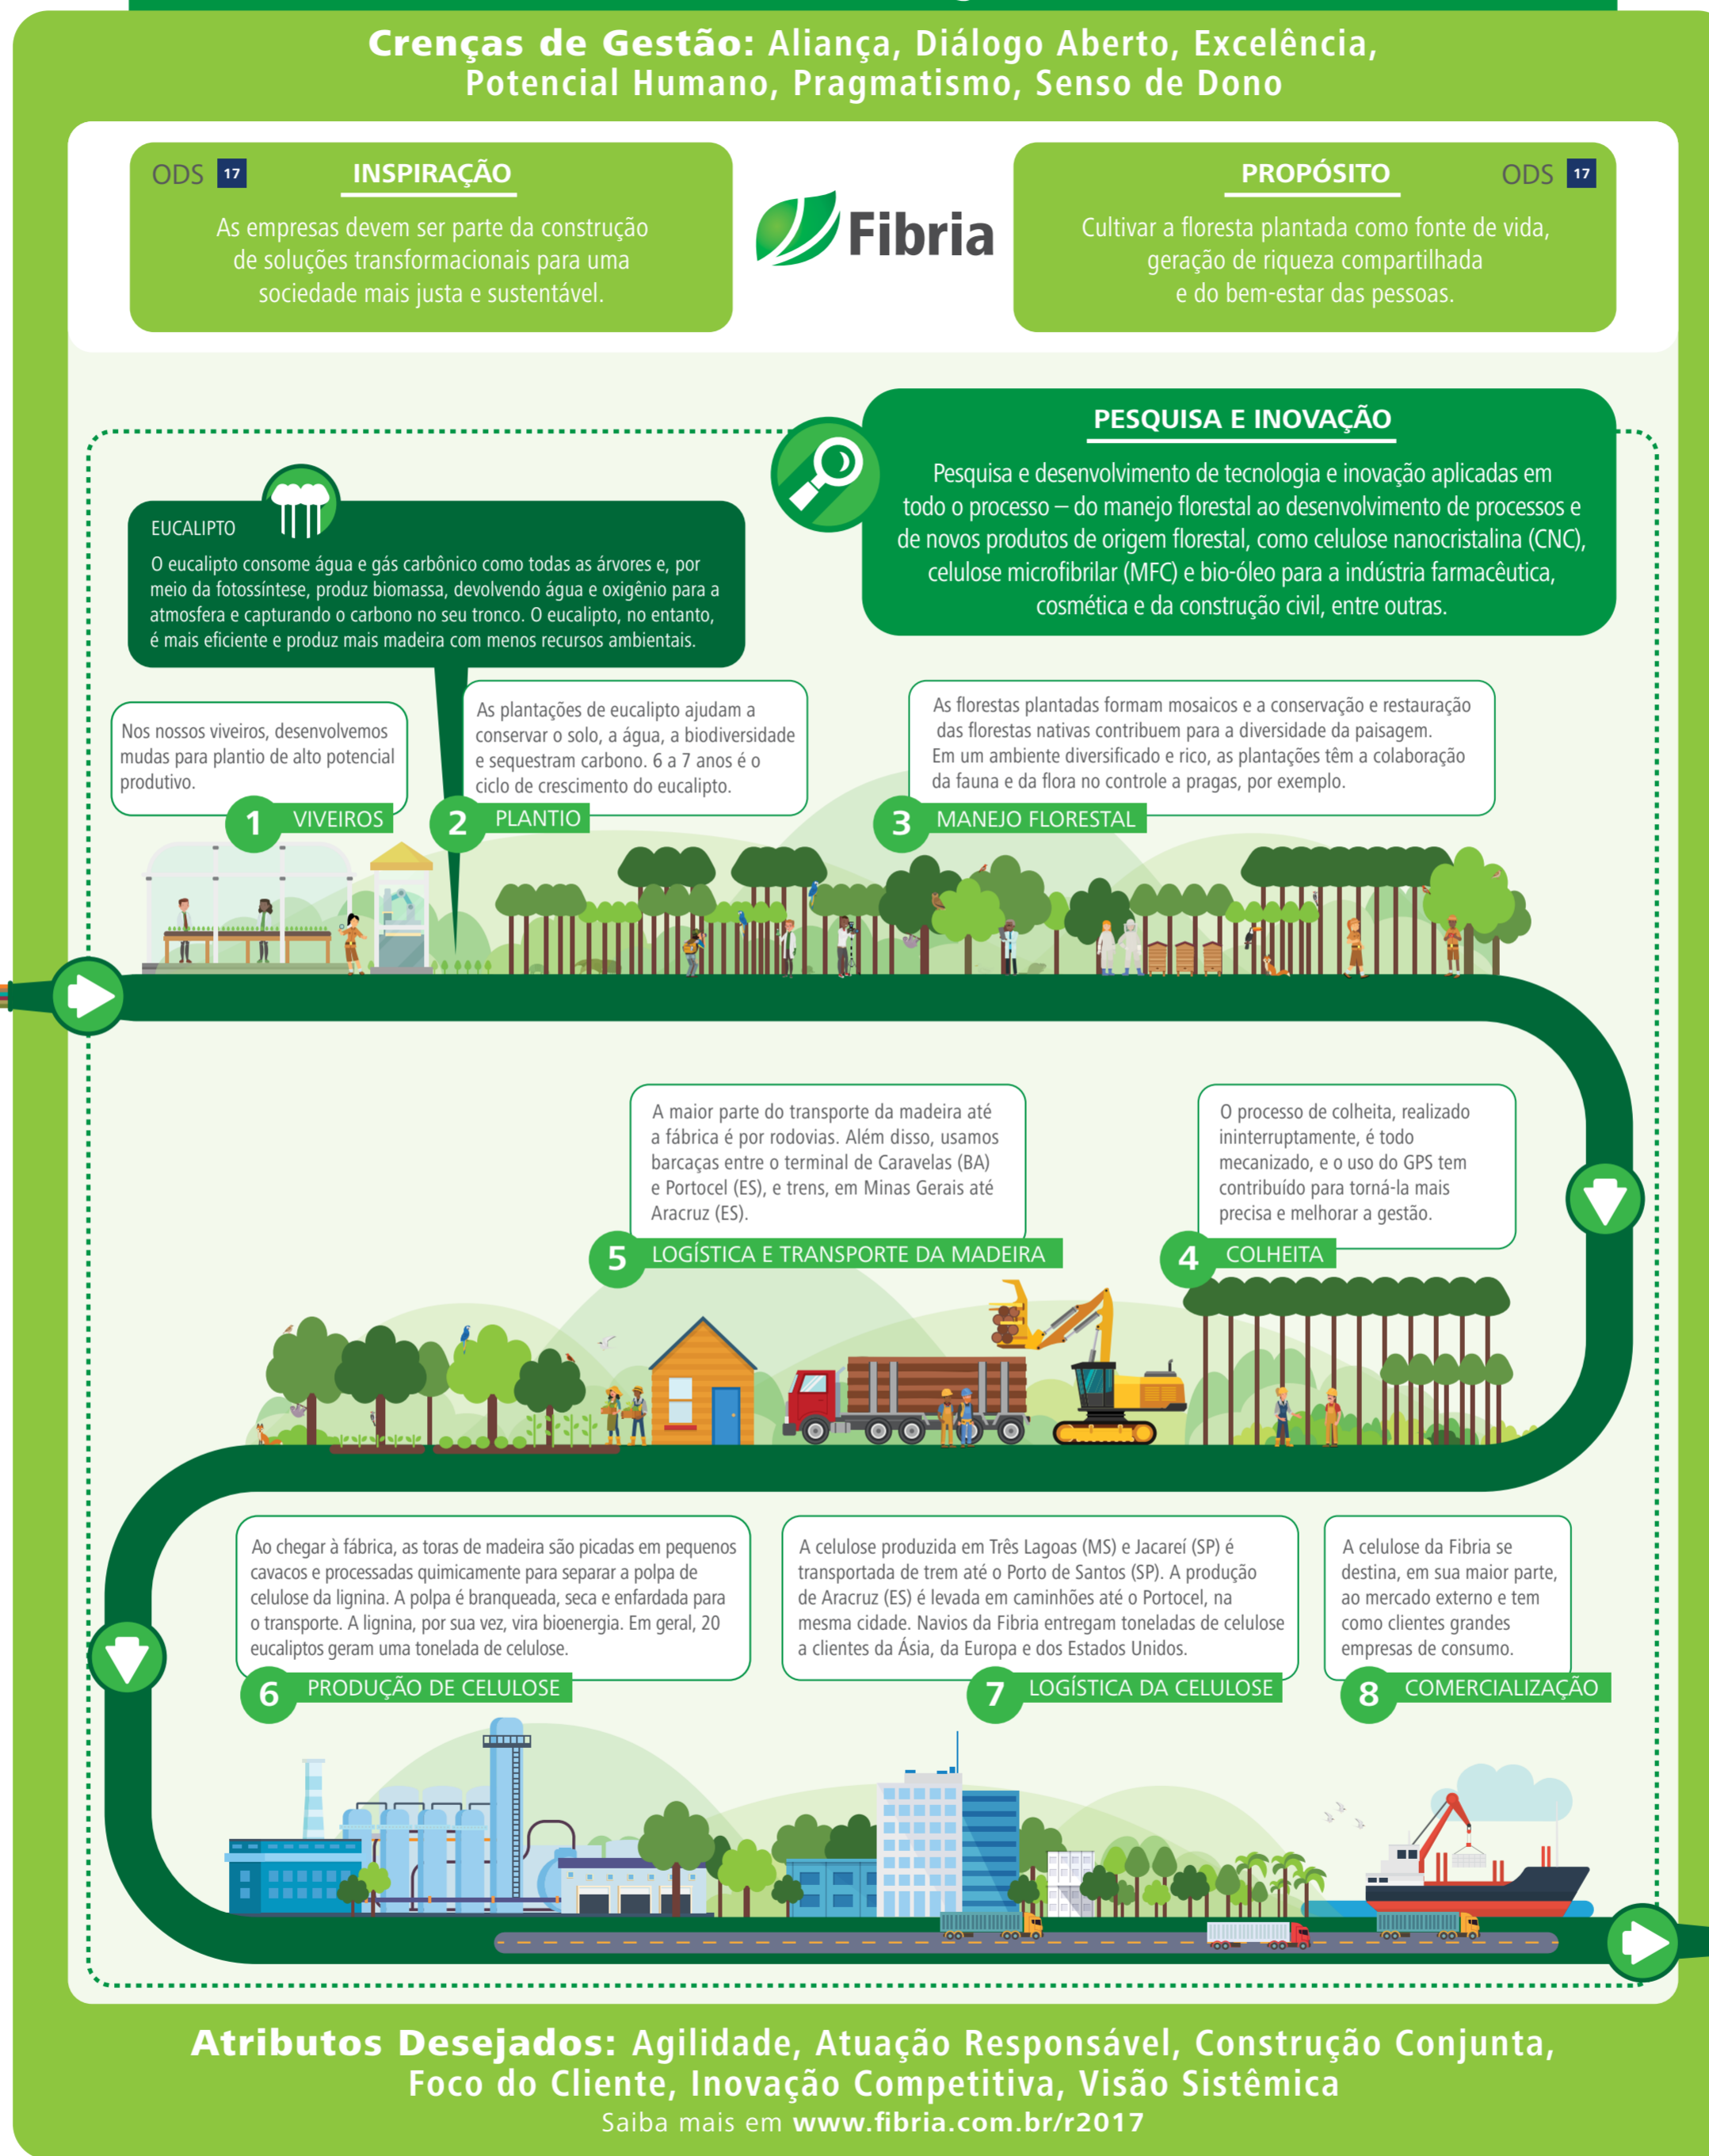 Crenças de Gestão: Aliança, Diálogo Aberto, Excelência,
Potencial Humano, Pragmatismo, Senso de Dono
ODS 17
INSPIRAÇÃO
As empresas devem ser parte da construção
de soluções transformacionais para uma
sociedade mais justa e sustentável.
Fibria
PROPÓSITO
ODS 17
Cultivar a floresta plantada como fonte de vida,
geração de riqueza compartilhada
e do bem-estar das pessoas.
PESQUISA E INOVAÇÃO
Pesquisa e desenvolvimento de tecnologia e inovação aplicadas em
todo o processo – do manejo florestal ao desenvolvimento de processos e
de novos produtos de origem florestal, como celulose nanocristalina (CNC),
celulose microfibrilar (MFC) e bio-óleo para a indústria farmacêutica,
cosmética e da construção civil, entre outras.
EUCALIPTO
O eucalipto consome água e gás carbônico como todas as árvores e, por
meio da fotossíntese, produz biomassa, devolvendo água e oxigênio para a
atmosfera e capturando o carbono no seu tronco. O eucalipto, no entanto,
é mais eficiente e produz mais madeira com menos recursos ambientais.
Nos nossos viveiros, desenvolvemos
mudas para plantio de alto potencial
produtivo.
1 VIVEIROS
As plantações de eucalipto ajudam a
conservar o solo, a água, a biodiversidade
e sequestram carbono. 6 a 7 anos é o
ciclo de crescimento do eucalipto.
2 PLANTIO
As florestas plantadas formam mosaicos e a conservação e restauração
das florestas nativas contribuem para a diversidade da paisagem.
Em um ambiente diversificado e rico, as plantações têm a colaboração
da fauna e da flora no controle a pragas, por exemplo.
3 MANEJO FLORESTAL
O processo de colheita, realizado
ininterruptamente, é todo
mecanizado, e o uso do GPS tem
contribuído para torná-la mais
precisa e melhorar a gestão.
4 COLHEITA
A maior parte do transporte da madeira até
a fábrica é por rodovias. Além disso, usamos
barcaças entre o terminal de Caravelas (BA)
e Portocel (ES), e trens, em Minas Gerais até
Aracruz (ES).
5 LOGÍSTICA E TRANSPORTE DA MADEIRA
Ao chegar à fábrica, as toras de madeira são picadas em pequenos
cavacos e processadas quimicamente para separar a polpa de
celulose da lignina. A polpa é branqueada, seca e enfardada para
o transporte. A lignina, por sua vez, vira bioenergia. Em geral, 20
eucaliptos geram uma tonelada de celulose.
6 PRODUÇÃO DE CELULOSE
A celulose produzida em Três Lagoas (MS) e Jacareí (SP) é
transportada de trem até o Porto de Santos (SP). A produção
de Aracruz (ES) é levada em caminhões até o Portocel, na
mesma cidade. Navios da Fibria entregam toneladas de celulose
a clientes da Ásia, da Europa e dos Estados Unidos.
7 LOGÍSTICA DA CELULOSE
A celulose da Fibria se
destina, em sua maior parte,
ao mercado externo e tem
como clientes grandes
empresas de consumo.
8 COMERCIALIZAÇÃO
Atributos Desejados: Agilidade, Atuação Responsável, Construção Conjunta,
Foco do Cliente, Inovação Competitiva, Visão Sistêmica
Saiba mais em www.fibria.com.br/r2017